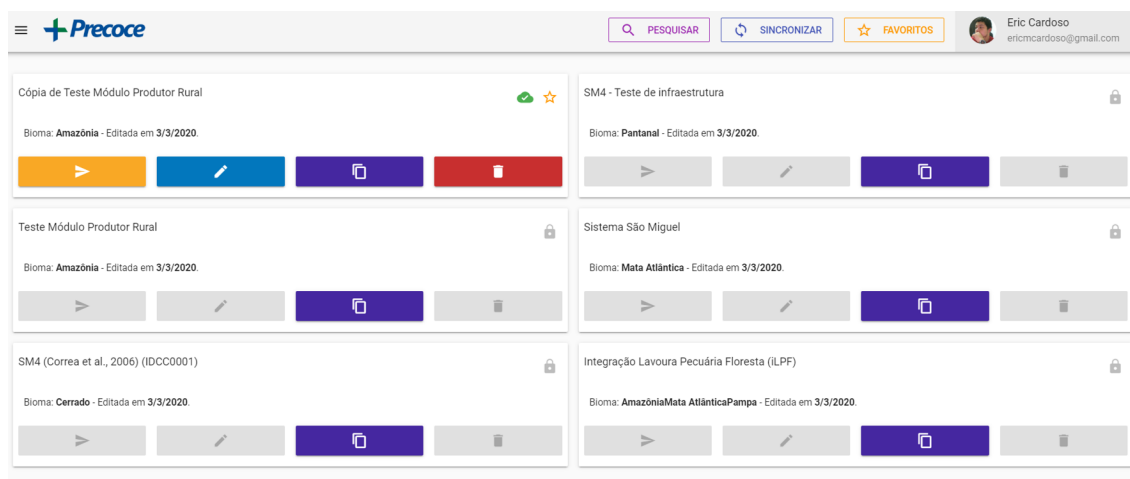 +Precoce
PESQUISAR
SINCRONIZAR
FAVORITOS
Eric Cardoso
ericmcardoso@gmail.com
Cópia de Teste Módulo Produtor Rural
Bioma: Amazônia - Editada em 3/3/2020.
SM4 - Teste de infraestrutura
Bioma: Pantanal - Editada em 3/3/2020.
Teste Módulo Produtor Rural
Bioma: Amazônia - Editada em 3/3/2020.
Sistema São Miguel
Bioma: Mata Atlântica - Editada em 3/3/2020.
SM4 (Correa et al., 2006) (IDCC0001)
Bioma: Cerrado - Editada em 3/3/2020.
Integração Lavoura Pecuária Floresta (iLPF)
Bioma: AmazôniaMata AtlânticaPampa - Editada em 3/3/2020.